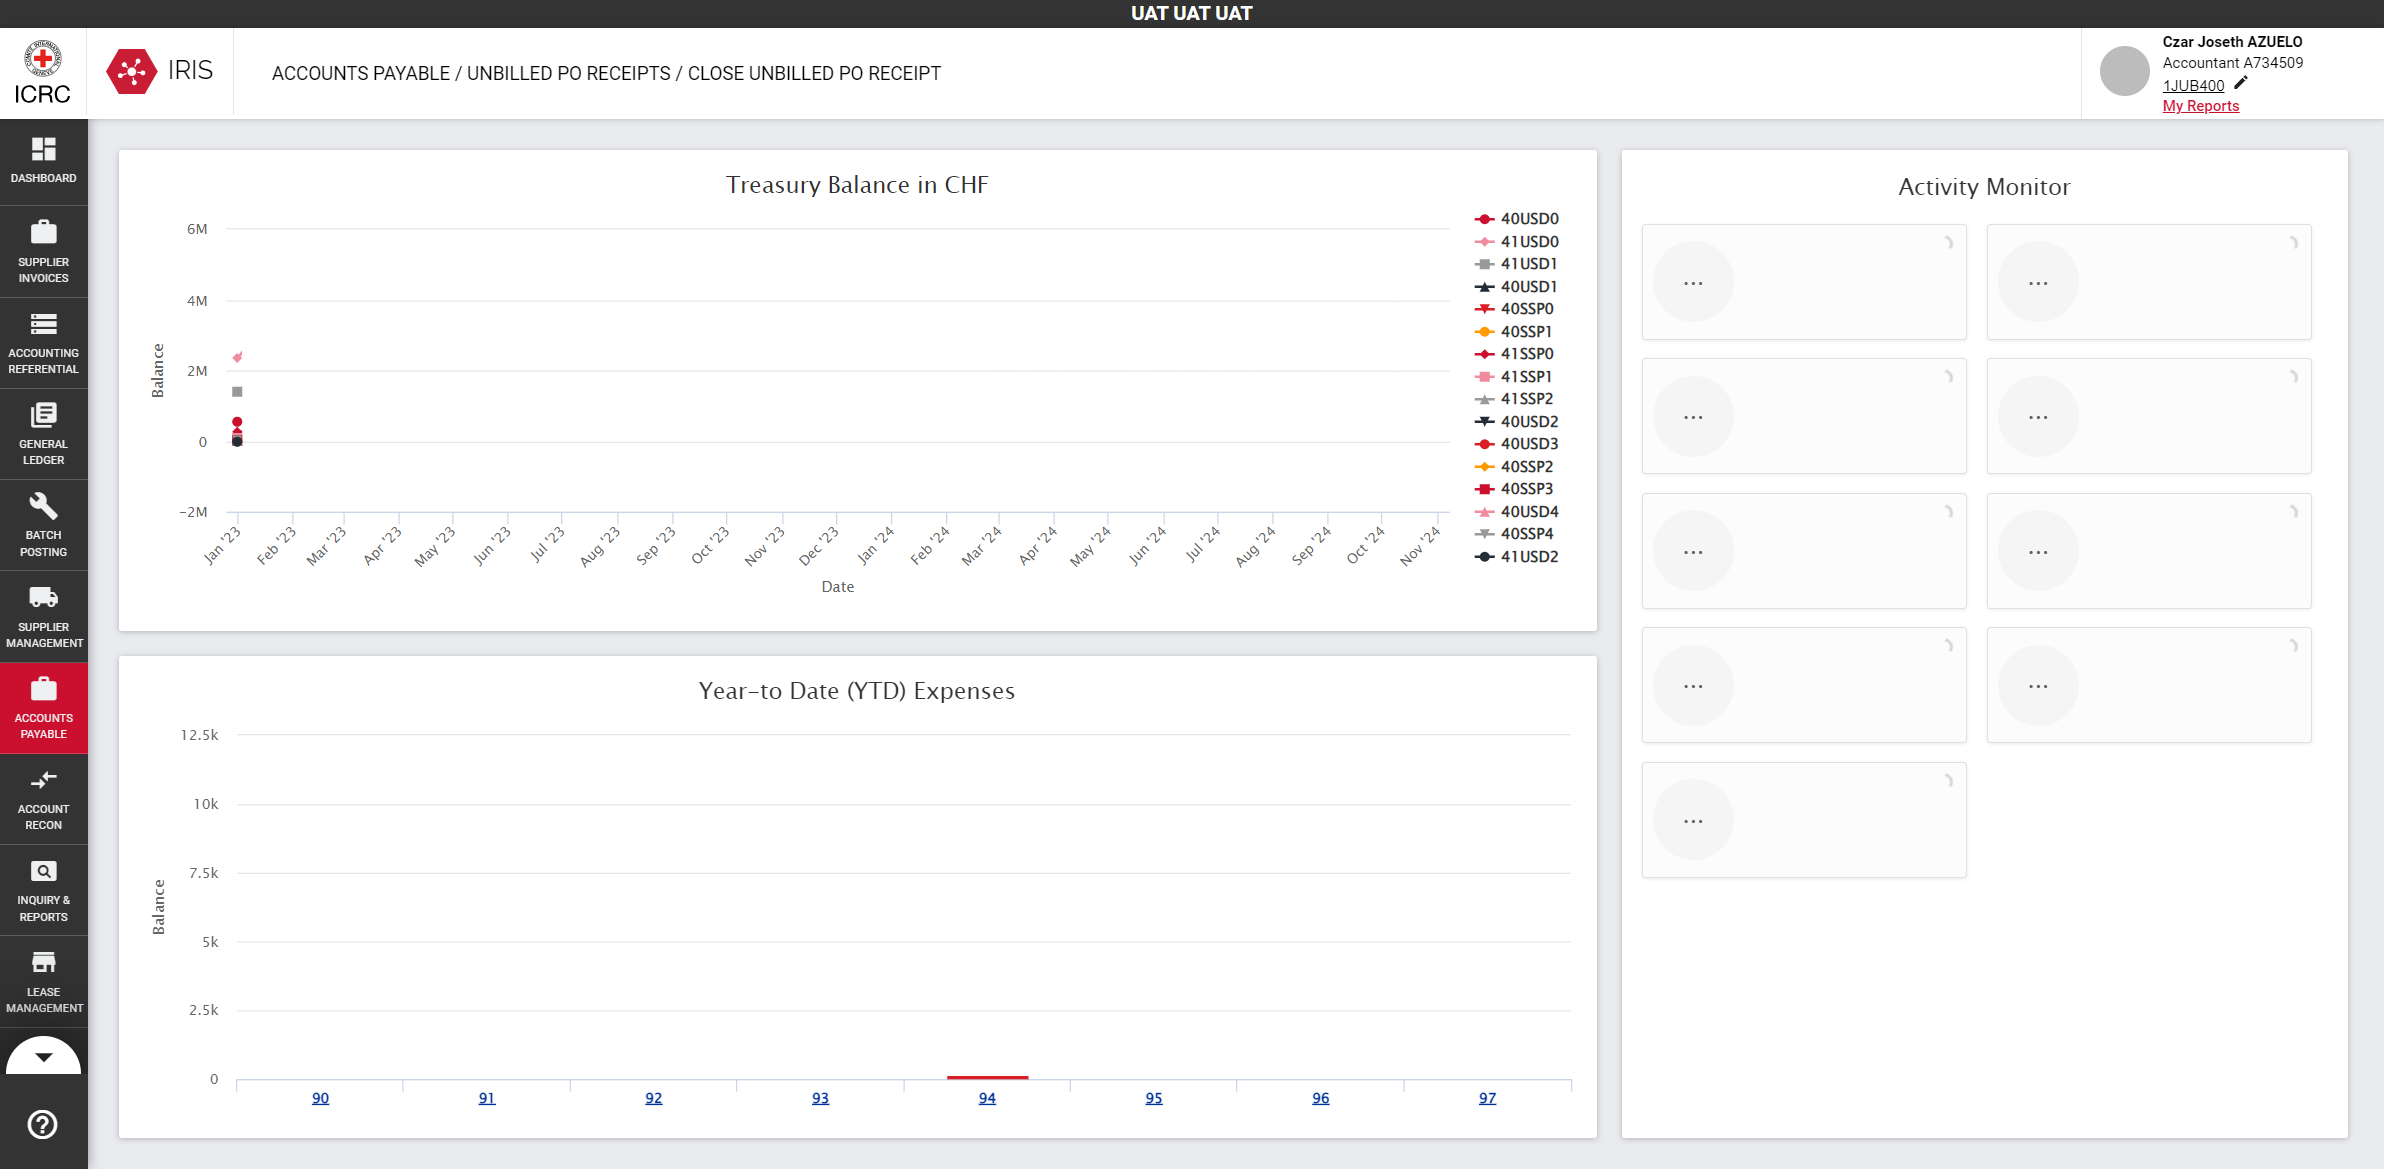 UAT UAT UAT
ICRC
IRIS
ACCOUNTS PAYABLE / UNBILLED PO RECEIPTS / CLOSE UNBILLED PO RECEIPT
Czar Joseth AZUELO
Accountant A734509
1JUB400
My Reports
DASHBOARD
SUPPLIER
INVOICES
ACCOUNTING
REFERENTIAL
GENERAL
LEDGER
BATCH
POSTING
SUPPLIER
MANAGEMENT
ACCOUNTS
PAYABLE
ACCOUNT
RECON
INQUIRY &
REPORTS
LEASE
MANAGEMENT
Treasury Balance in CHF
Balance
6M
4M
2M
0
-2M
Jan '23
Feb '23
Mar '23
Apr '23
May '23
Jun '23
Jul '23
Aug '23
Sep '23
Oct '23
Nov '23
Dec '23
Jan '24
Feb '24
Mar '24
Apr '24
May '24
Jun '24
Jul '24
Aug '24
Sep '24
Oct '24
Nov '24
Date
40USD0
41USD0
41USD1
40USD1
40SSP0
40SSP1
41SSP0
41SSP1
41SSP2
40USD2
40USD3
40SSP2
40SSP3
40USD4
40SSP4
41USD2
Year-to Date (YTD) Expenses
Balance
12.5k
10k
7.5k
5k
2.5k
0
90
91
92
93
94
95
96
97
Activity Monitor
...
...
...
...
...
...
...
...
...